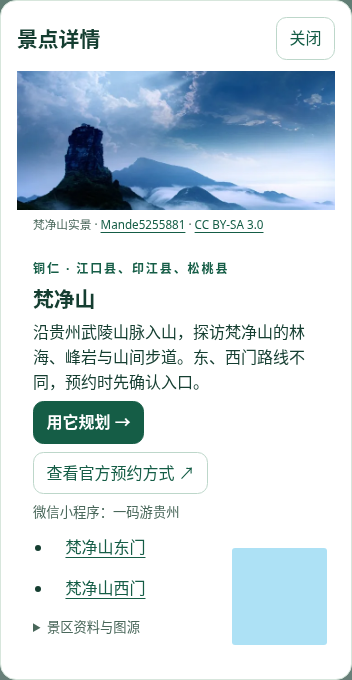 景点详情
关闭
梵净山实景 · Mande5255881 · CC BY-SA 3.0
铜仁 · 江口县、印江县、松桃县
梵净山
沿贵州武陵山脉入山，探访梵净山的林
海、峰岩与山间步道。东、西门路线不
同，预约时先确认入口。
用它规划 →
查看官方预约方式 ↗
微信小程序：一码游贵州
• 梵净山东门
• 梵净山西门
▶ 景区资料与图源